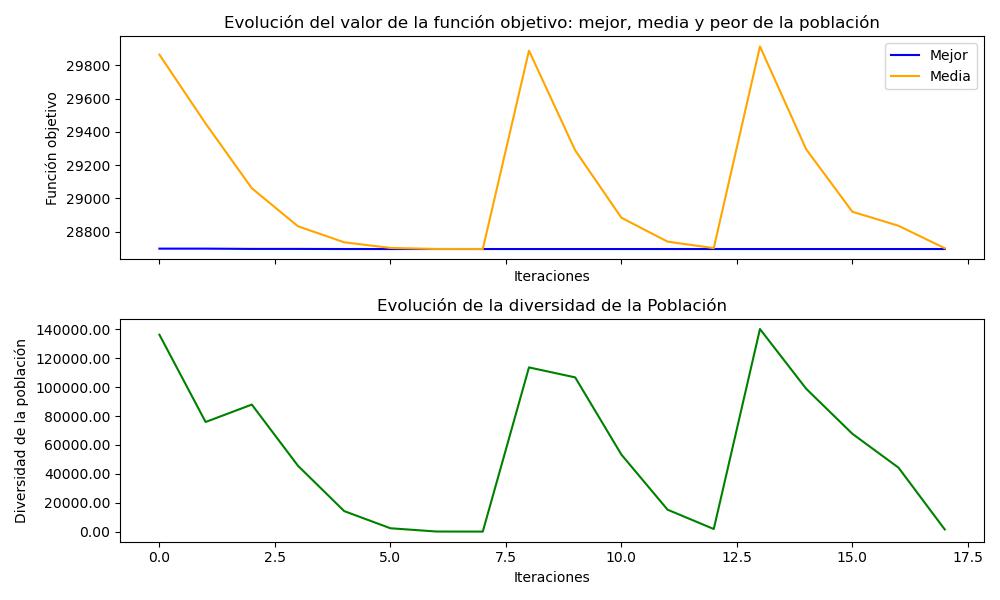 Evolución del valor de la función objetivo: mejor, media y peor de la población
Función objetivo
29800
29600
29400
29200
29000
28800
Mejor
Media
Iteraciones
Evolución de la diversidad de la Población
Diversidad de la población
140000.00
120000.00
100000.00
80000.00
60000.00
40000.00
20000.00
0.00
0.0 2.5 5.0 7.5 10.0 12.5 15.0 17.5
Iteraciones